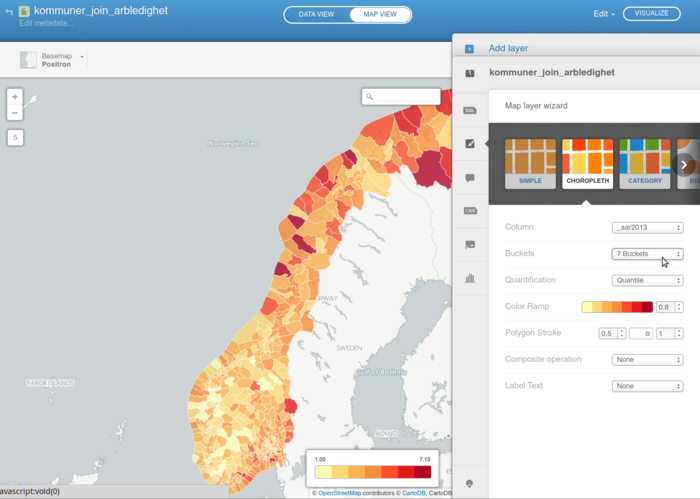 kommuner_join_arbledighet
Edit metadata...
DATA VIEW
MAP VIEW
Edit
VISUALIZE
Basemap
Positron
Add layer
kommuner_join_arbledighet
Map layer wizard
SQL
CSS
SIMPLE
CHOROPLETH
CATEGORY
+
−
5
Norwegian Sea
NORWAY
SWEDEN
Gulf of Bothnia
FAROE ISLANDS
ÅLAND
Column
_aar2013
Buckets
7 Buckets
Quantification
Quantile
Color Ramp
0.8
Polygon Stroke
0.5
1
Composite operation
None
Label Text
None
1.00
7.10
avascript:void(0)
© OpenStreetMap contributors © CartoDB, CartoDB